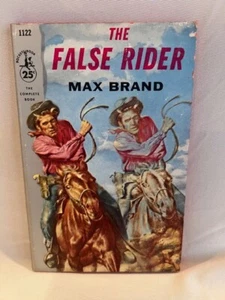 1122
25¢
THE
COMPLETE
BOOK
THE
FALSE RIDER
MAX BRAND